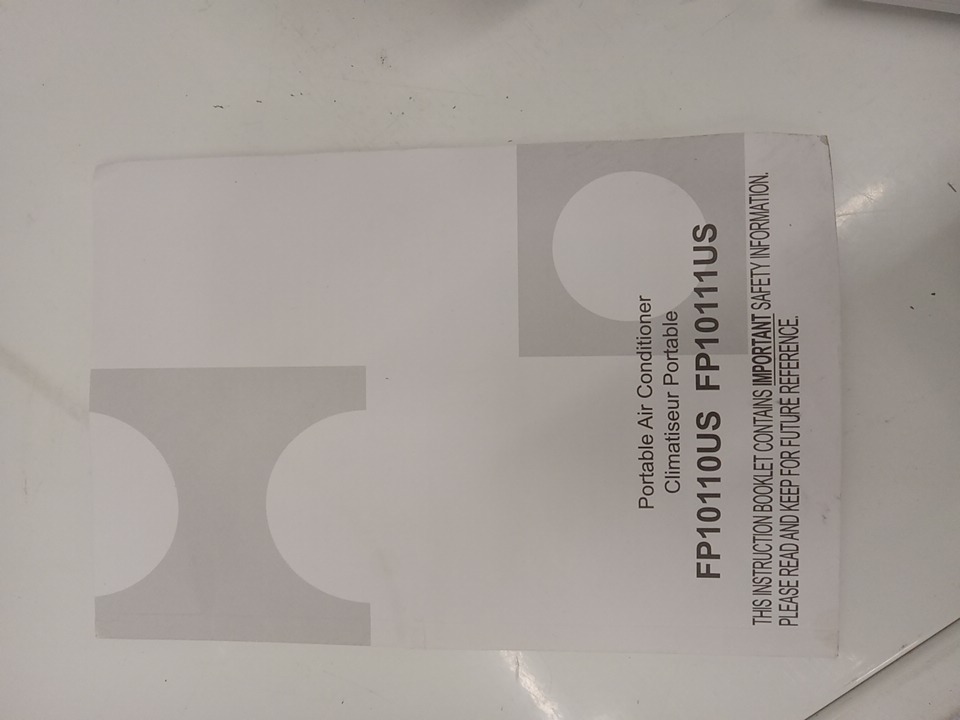 Portable Air Conditioner
Climatiseur Portable
FP10110US FP10111US
THIS INSTRUCTION BOOKLET CONTAINS IMPORTANT SAFETY INFORMATION.
PLEASE READ AND KEEP FOR FUTURE REFERENCE.